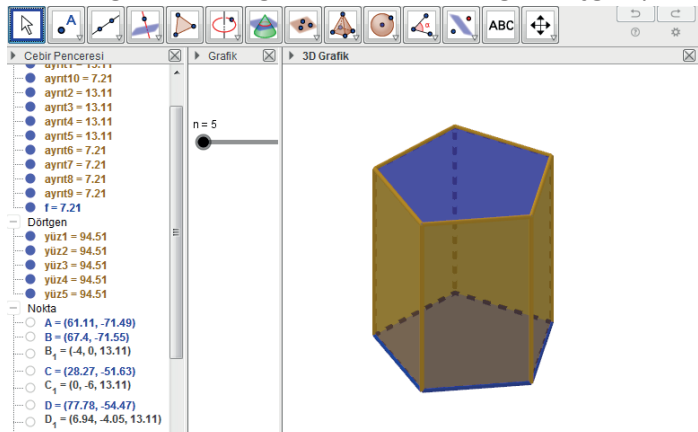 A
ABC
Cebir Penceresi
Grafik
3D Grafik
ayrıt10 = 7.21
ayrıt2 = 13.11
ayrıt3 = 13.11
ayrıt4 = 13.11
ayrıt5 = 13.11
ayrıt6 = 7.21
ayrıt7 = 7.21
ayrıt8 = 7.21
ayrıt9 = 7.21
f = 7.21
Dörtgen
yüz1 = 94.51
yüz2 = 94.51
yüz3 = 94.51
yüz4 = 94.51
yüz5 = 94.51
Nokta
A = (61.11, -71.49)
B = (67.4, -71.55)
B₁ = (-4, 0, 13.11)
C = (28.27, -51.63)
C₁ = (0, -6, 13.11)
D = (77.78, -54.47)
D₁ = (6.94, -4.05, 13.11)
n = 5